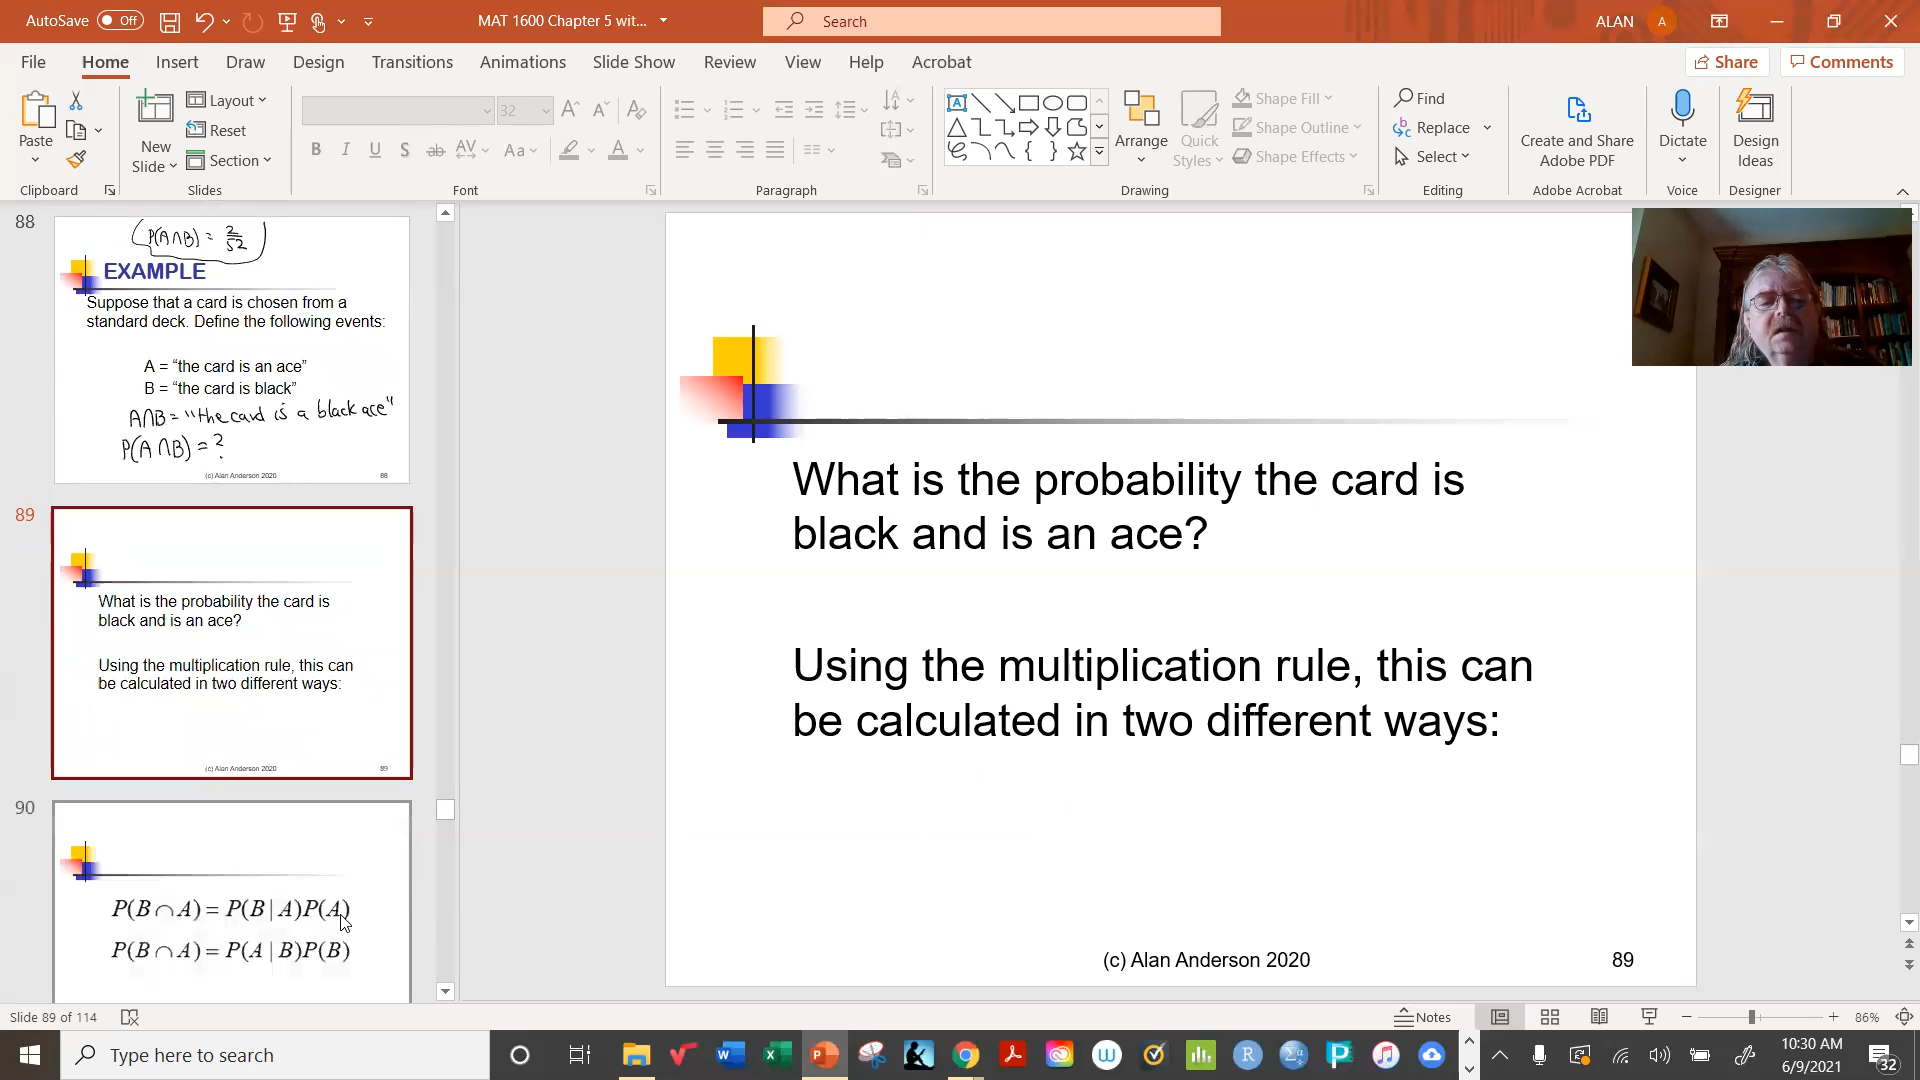 AutoSave Off
MAT 1600 Chapter 5 wit...
Search
ALAN A
File Home Insert Draw Design Transitions Animations Slide Show Review View Help Acrobat
Share Comments
Paste
New Slide
Layout
Reset
Section
32
B I U S ab AV Aa A
Arrange
Quick Styles
Shape Fill
Shape Outline
Shape Effects
Find
Replace
Select
Create and Share Adobe PDF
Dictate
Design Ideas
Clipboard Slides Font Paragraph Drawing Editing Adobe Acrobat Voice Designer
88
P(A∩B) = 2/52
EXAMPLE
Suppose that a card is chosen from a
standard deck. Define the following events:
A = “the card is an ace”
B = “the card is black”
A∩B = "the card is a black ace"
P(A∩B) = ?
(c) Alan Anderson 2020 88
89
What is the probability the card is
black and is an ace?
Using the multiplication rule, this can
be calculated in two different ways:
(c) Alan Anderson 2020 89
90
P(B ∩ A) = P(B | A)P(A)
P(B ∩ A) = P(A | B)P(B)
What is the probability the card is
black and is an ace?
Using the multiplication rule, this can
be calculated in two different ways:
(c) Alan Anderson 2020 89
Slide 89 of 114
Notes
86%
Type here to search
10:30 AM
6/9/2021
32